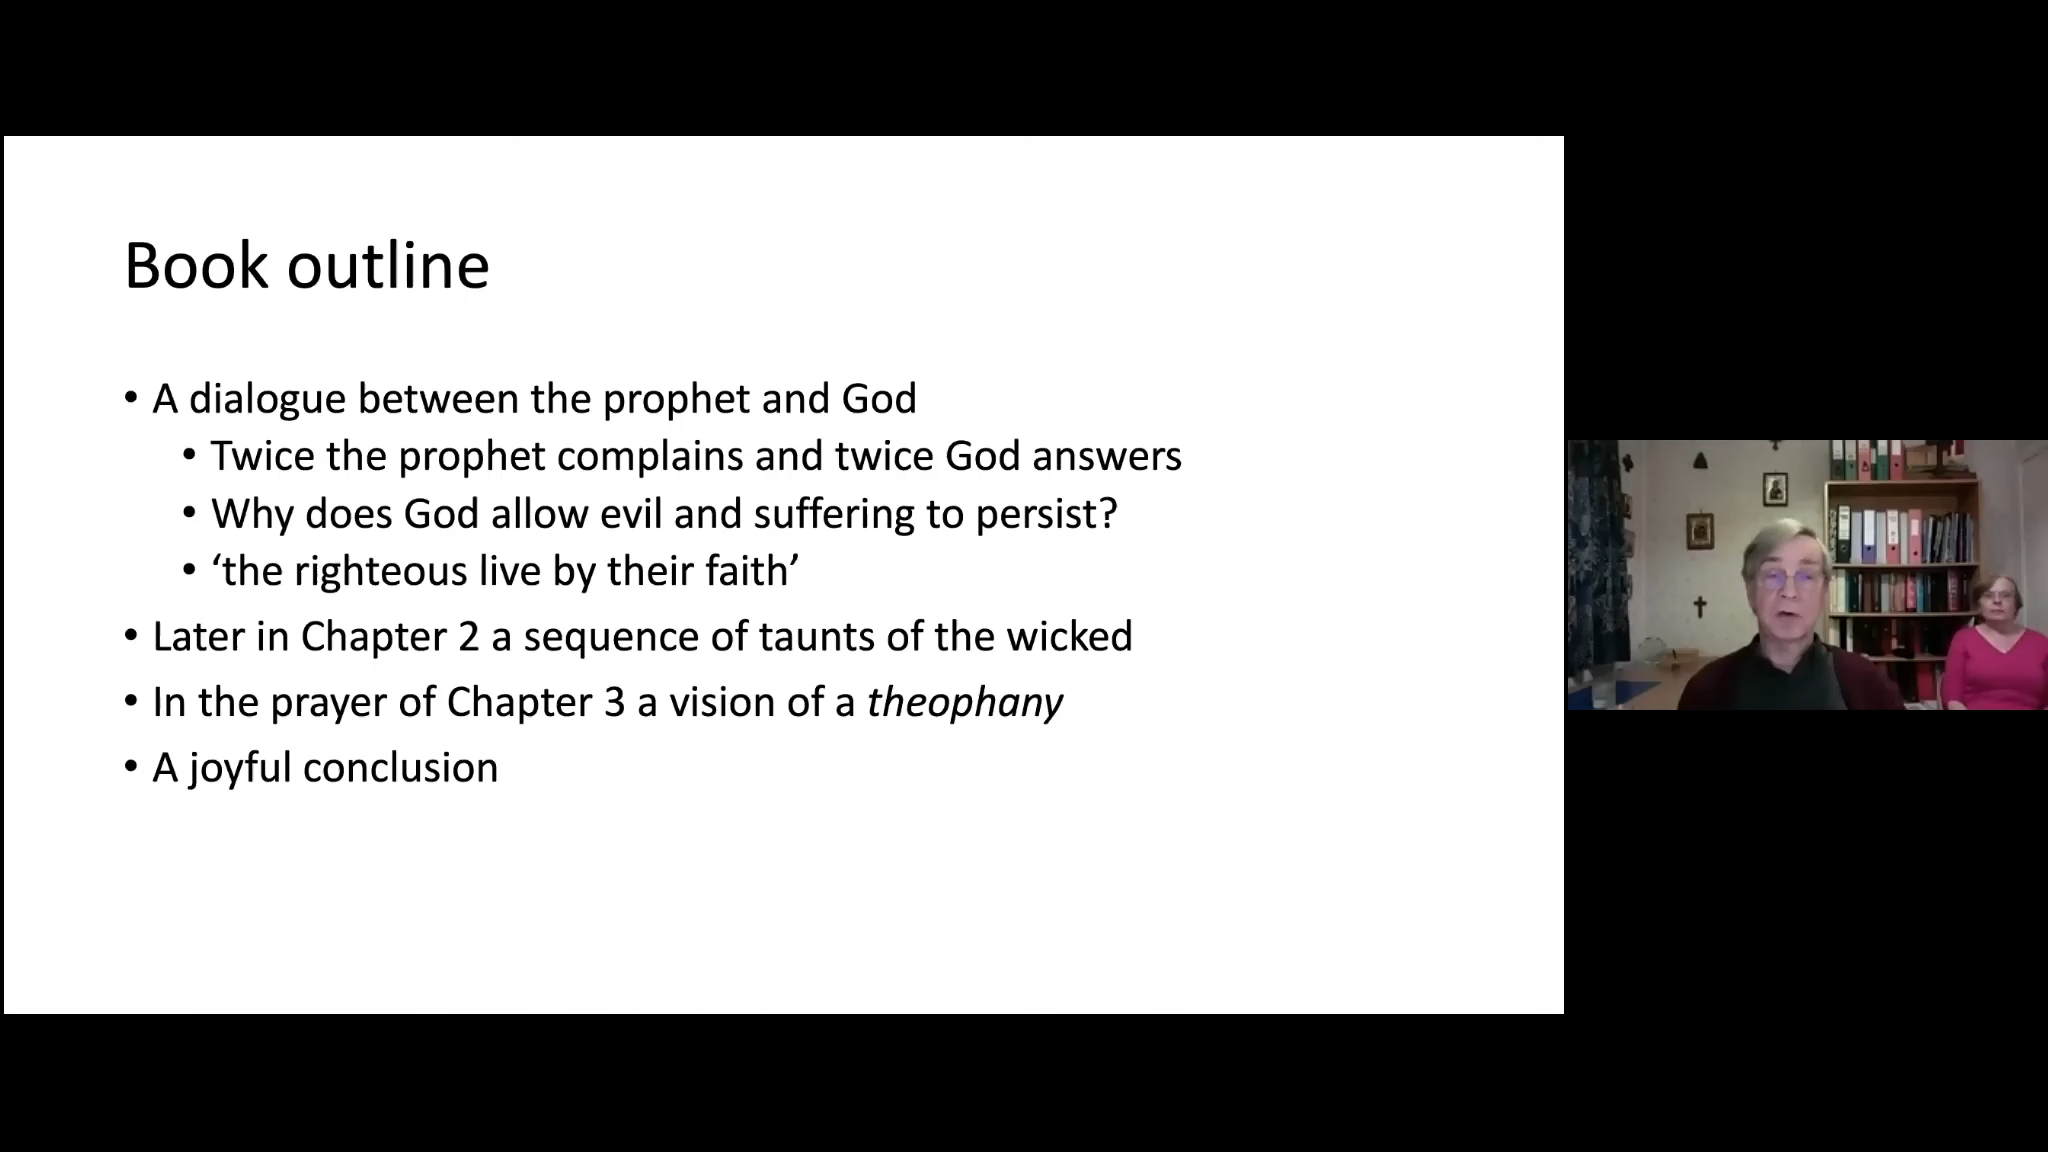 Book outline
• A dialogue between the prophet and God
• Twice the prophet complains and twice God answers
• Why does God allow evil and suffering to persist?
• ‘the righteous live by their faith’
• Later in Chapter 2 a sequence of taunts of the wicked
• In the prayer of Chapter 3 a vision of a theophany
• A joyful conclusion